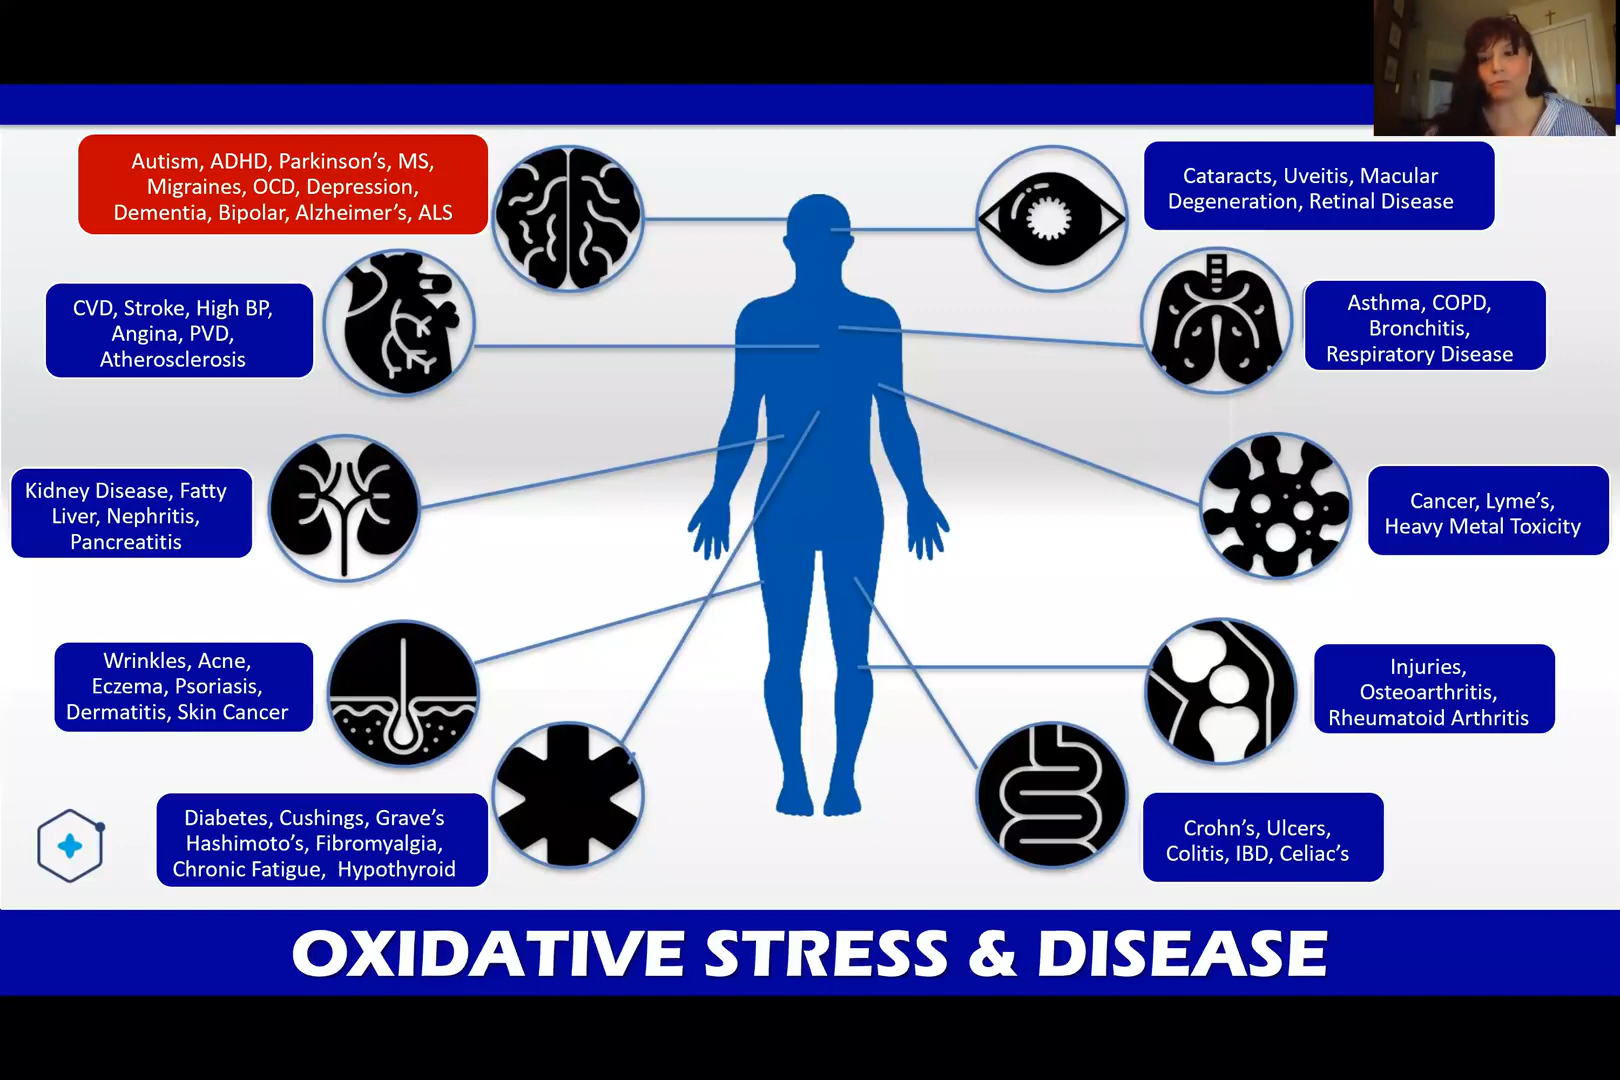 Autism, ADHD, Parkinson’s, MS,
Migraines, OCD, Depression,
Dementia, Bipolar, Alzheimer’s, ALS
Cataracts, Uveitis, Macular
Degeneration, Retinal Disease
CVD, Stroke, High BP,
Angina, PVD,
Atherosclerosis
Asthma, COPD,
Bronchitis,
Respiratory Disease
Kidney Disease, Fatty
Liver, Nephritis,
Pancreatitis
Cancer, Lyme’s,
Heavy Metal Toxicity
Wrinkles, Acne,
Eczema, Psoriasis,
Dermatitis, Skin Cancer
Injuries,
Osteoarthritis,
Rheumatoid Arthritis
Diabetes, Cushings, Grave’s
Hashimoto’s, Fibromyalgia,
Chronic Fatigue, Hypothyroid
Crohn’s, Ulcers,
Colitis, IBD, Celiac’s
OXIDATIVE STRESS & DISEASE